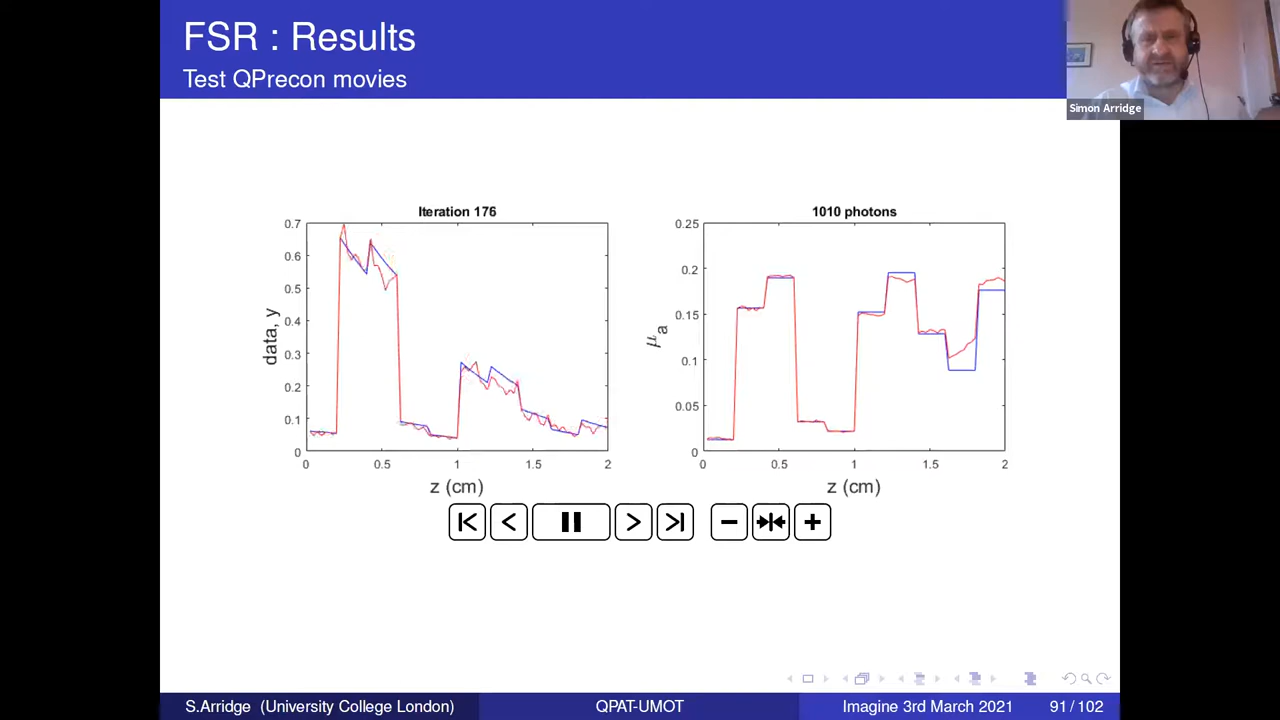 FSR : Results
Test QPrecon movies
Simon Arridge
Iteration 176
1010 photons
0.7
0.6
0.5
0.4
0.3
0.2
0.1
0
data, y
0
0.5
1
1.5
2
z (cm)
0.25
0.2
0.15
0.1
0.05
0
μa
0
0.5
1
1.5
2
z (cm)
S.Arridge (University College London)
QPAT-UMOT
Imagine 3rd March 2021
91 / 102